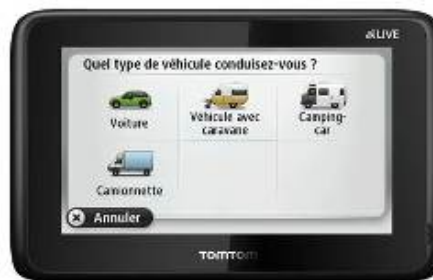 LIVE
Quel type de véhicule conduisez-vous ?
Voiture
Véhicule avec
caravane
Camping-
car
Camionnette
Annuler
TOMTOM